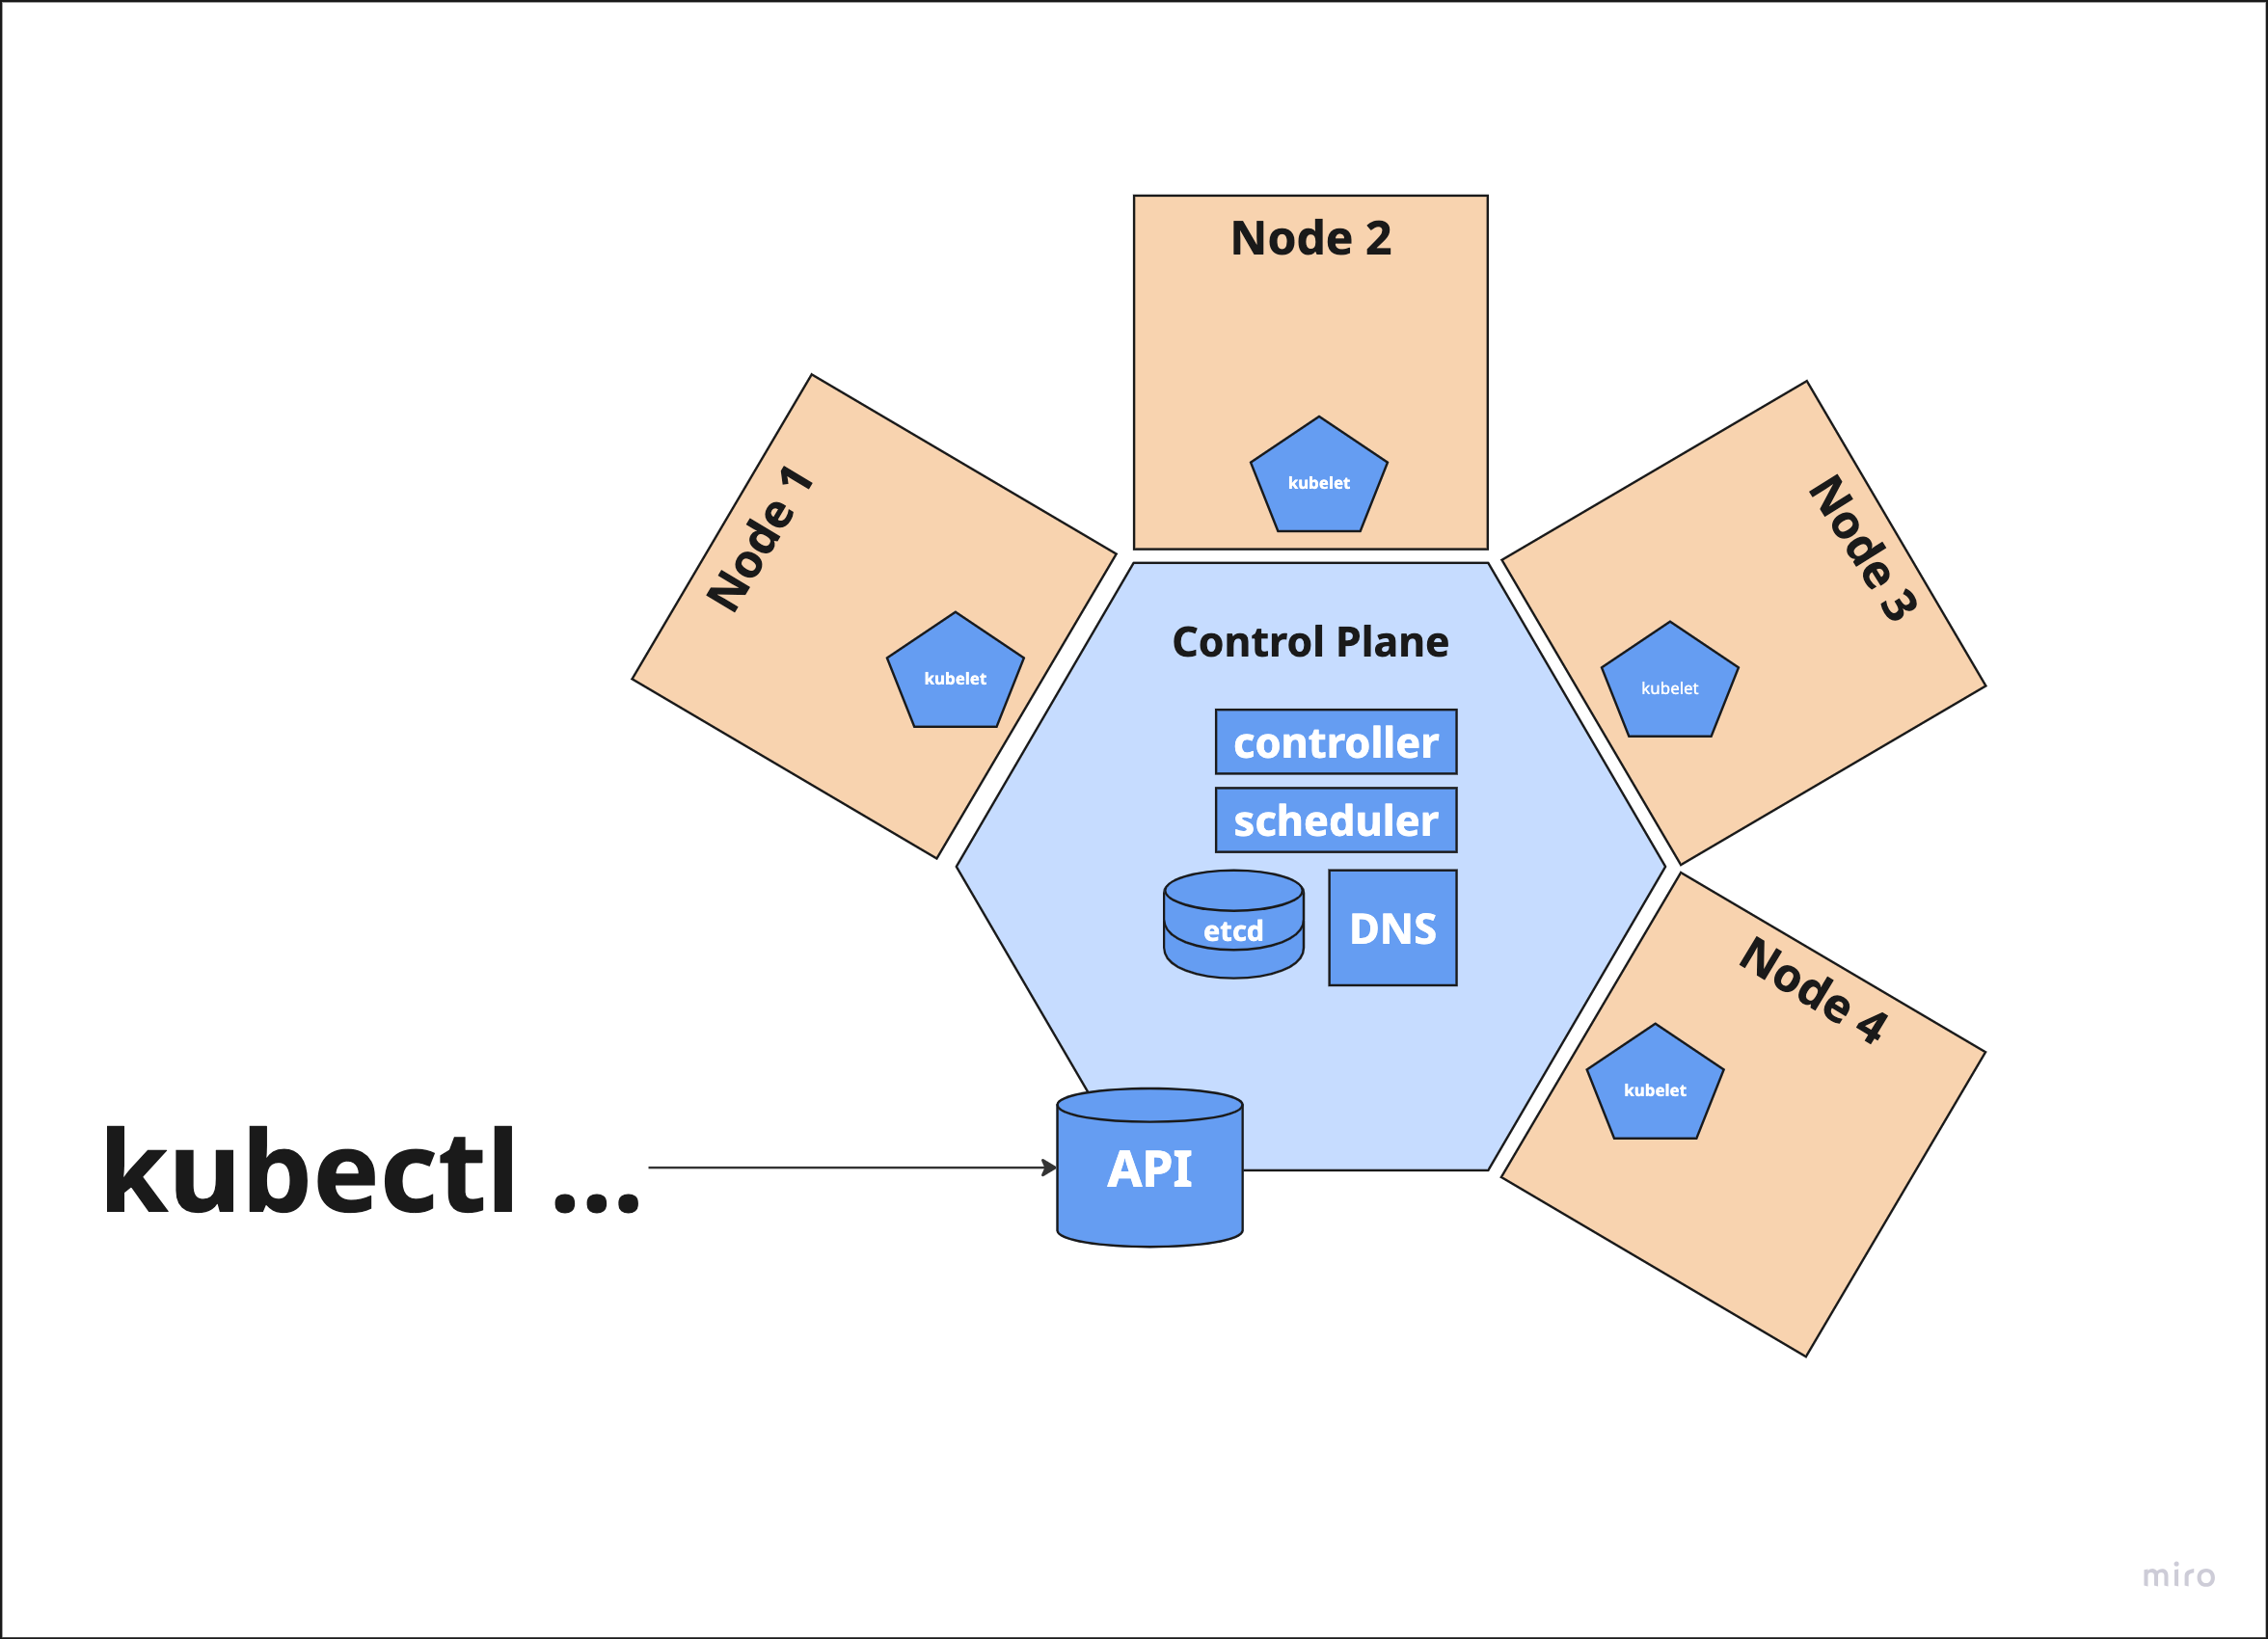 Node 2
Node 1
kubelet
Node 3
kubelet
Control Plane
kubelet
controller
scheduler
etcd
DNS
Node 4
kubelet
kubectl ...
API
miro